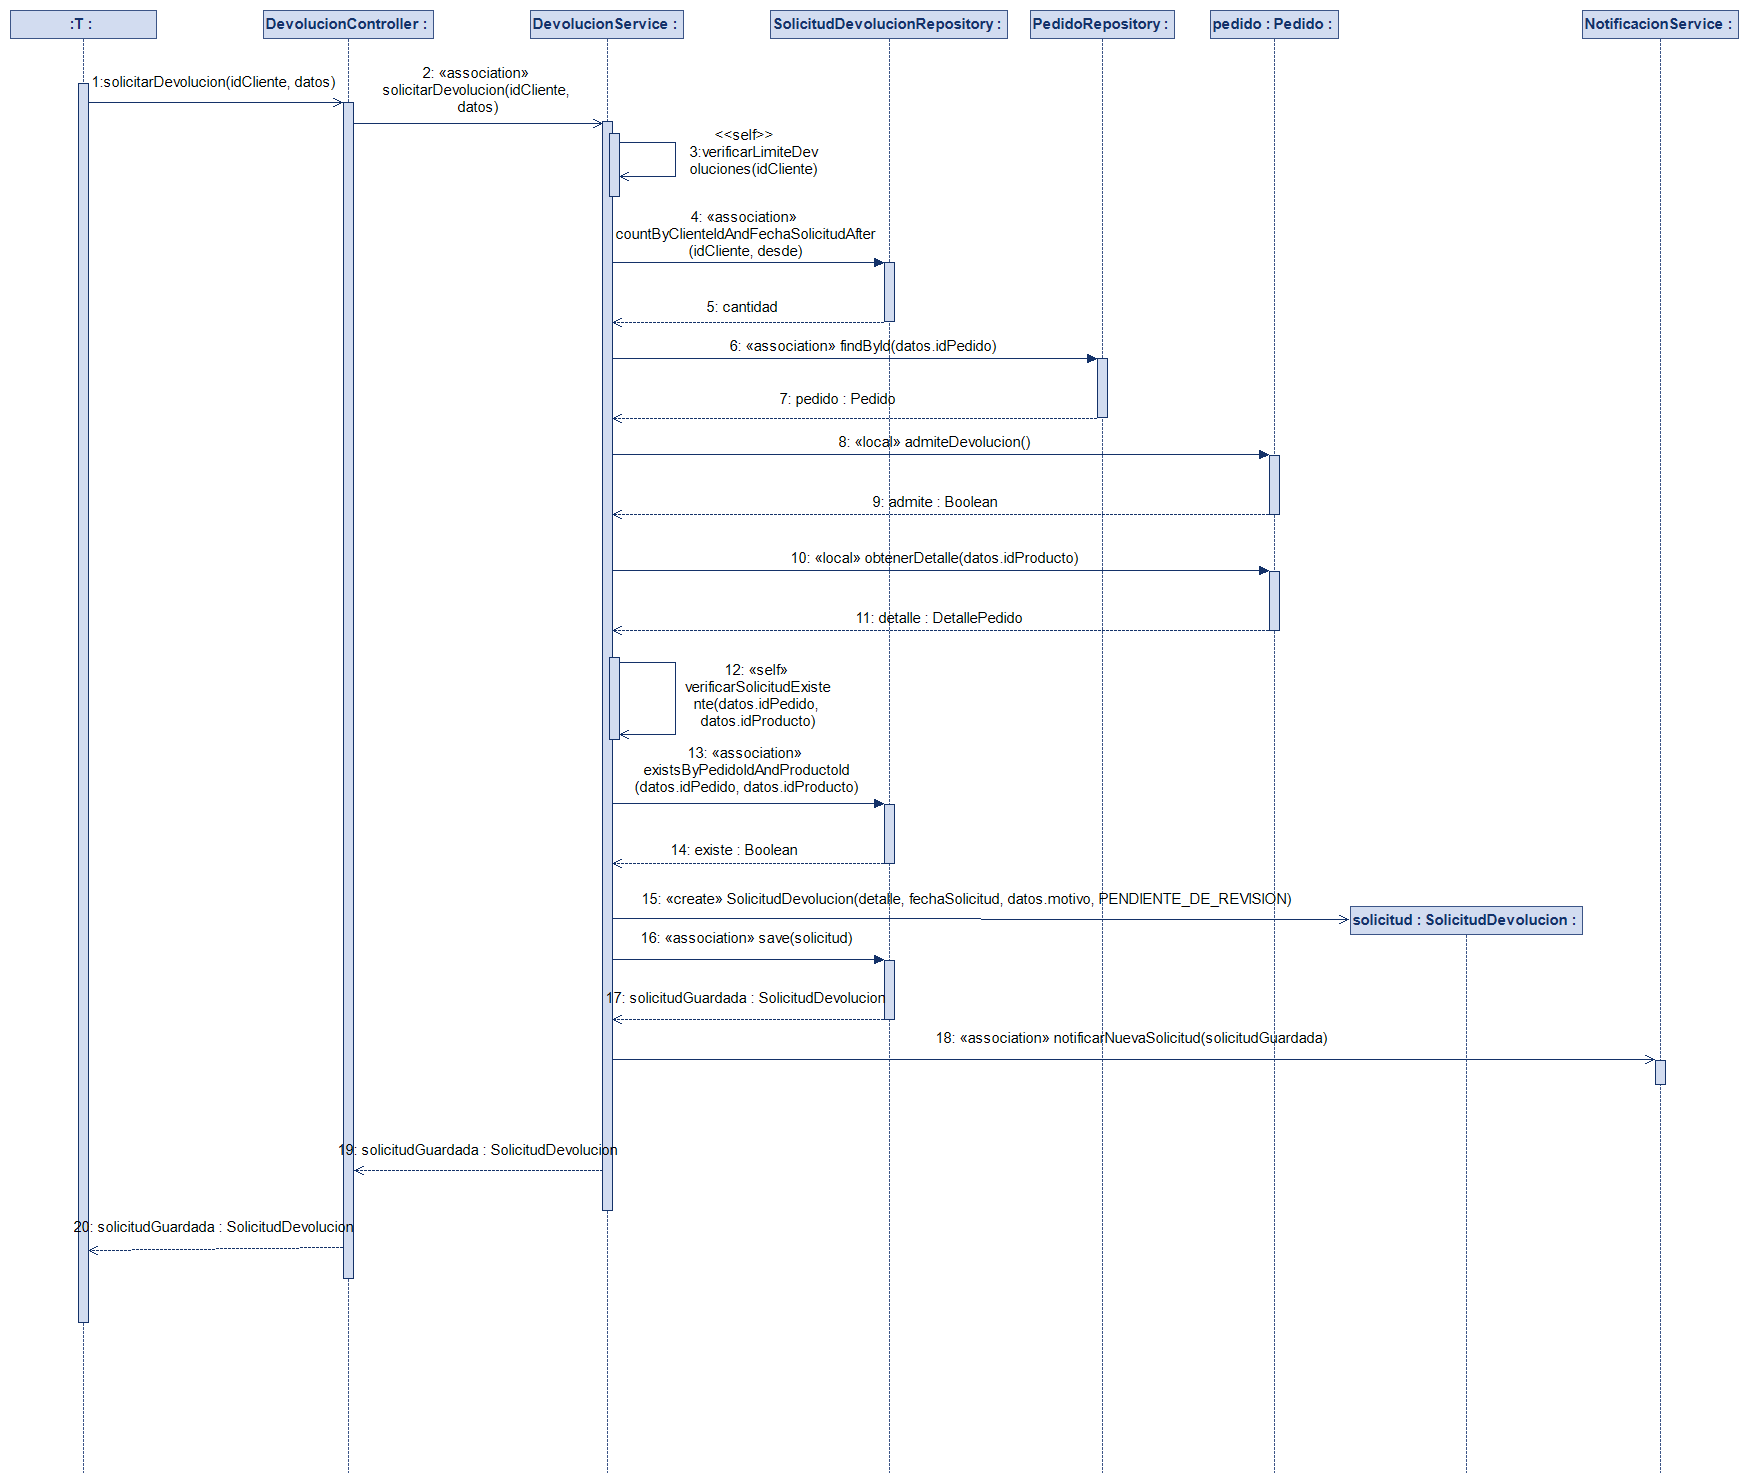 :T :
DevolucionController :
DevolucionService :
SolicitudDevolucionRepository :
PedidoRepository :
pedido : Pedido :
NotificacionService :
1:solicitarDevolucion(idCliente, datos)
2: «association»
solicitarDevolucion(idCliente,
datos)
<<self>>
3:verificarLimiteDev
oluciones(idCliente)
4: «association»
countByClienteIdAndFechaSolicitudAfter
(idCliente, desde)
5: cantidad
6: «association» findById(datos.idPedido)
7: pedido : Pedido
8: «local» admiteDevolucion()
9: admite : Boolean
10: «local» obtenerDetalle(datos.idProducto)
11: detalle : DetallePedido
12: «self»
verificarSolicitudExiste
nte(datos.idPedido,
datos.idProducto)
13: «association»
existsByPedidoIdAndProductoId
(datos.idPedido, datos.idProducto)
14: existe : Boolean
15: «create» SolicitudDevolucion(detalle, fechaSolicitud, datos.motivo, PENDIENTE_DE_REVISION)
solicitud : SolicitudDevolucion :
16: «association» save(solicitud)
17: solicitudGuardada : SolicitudDevolucion
18: «association» notificarNuevaSolicitud(solicitudGuardada)
19: solicitudGuardada : SolicitudDevolucion
20: solicitudGuardada : SolicitudDevolucion